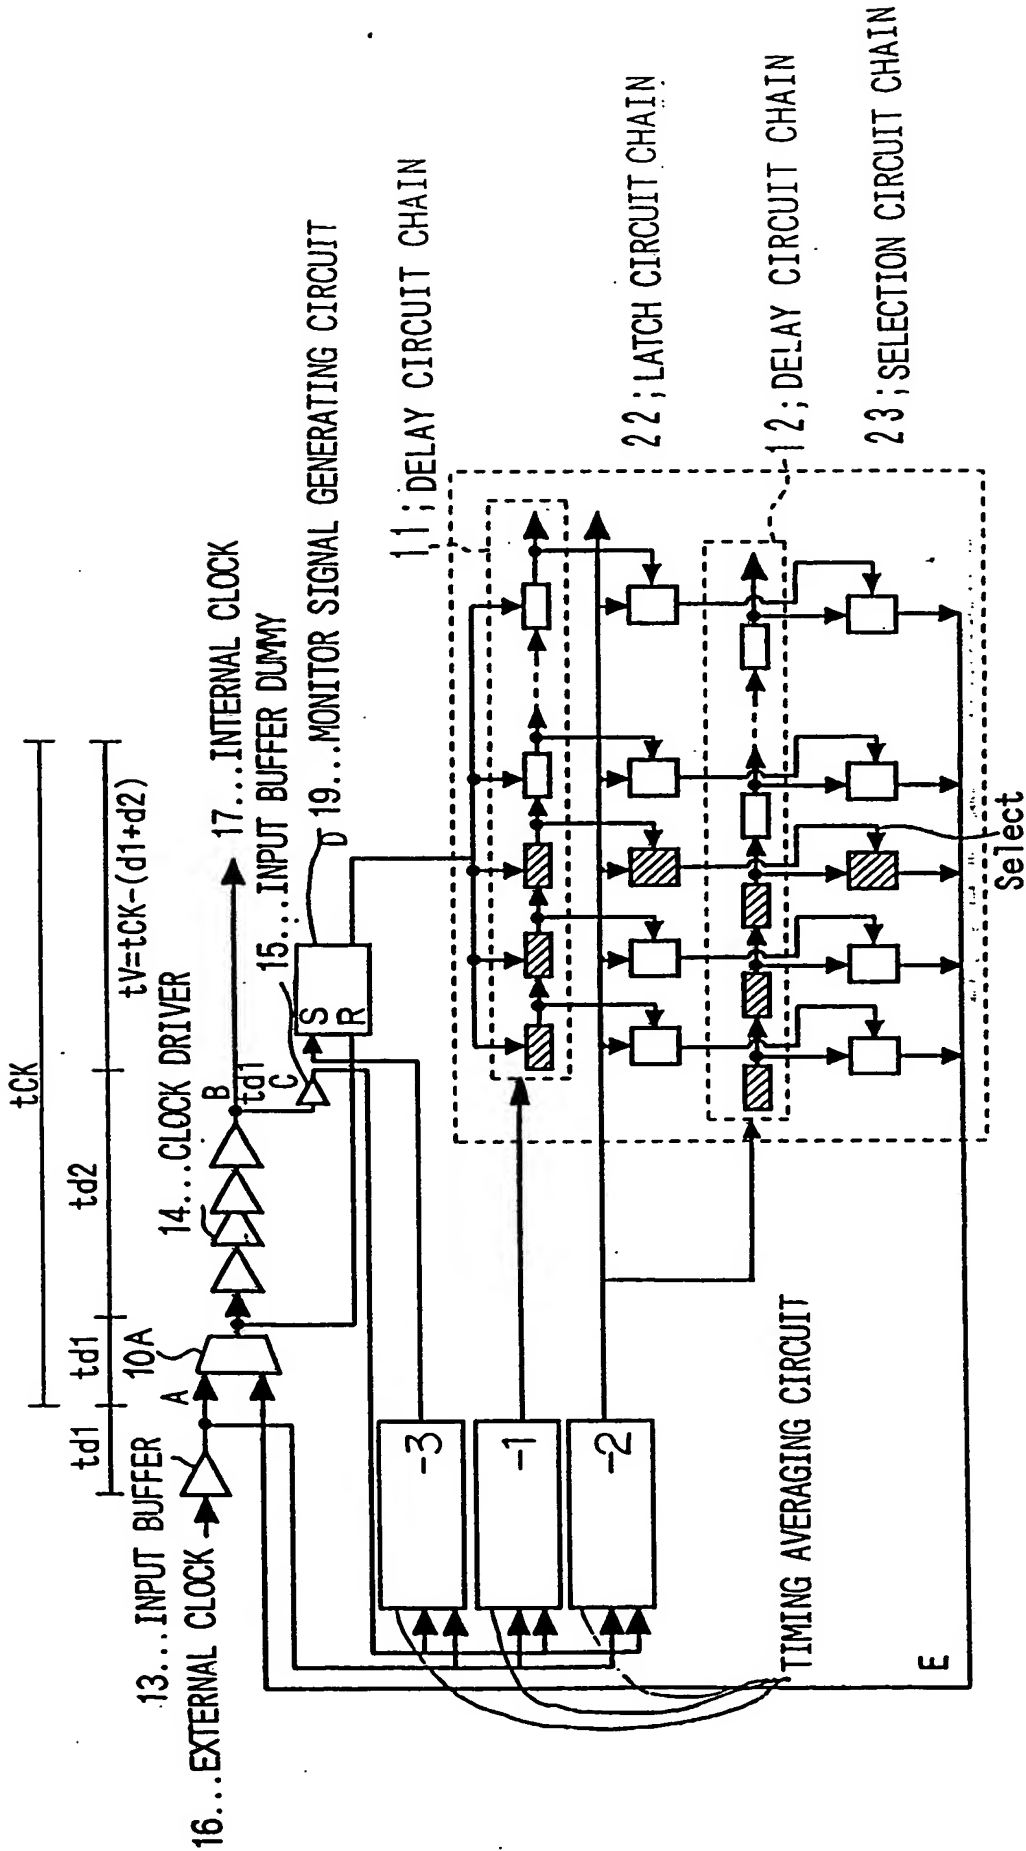 tCK
td1
td1
td2
tV=tCK-(d1+d2)
13...INPUT BUFFER
16...EXTERNAL CLOCK
A
10A
14...CLOCK DRIVER
B
td1
C
17...INTERNAL CLOCK
15...INPUT BUFFER DUMMY
S
R
D
19...MONITOR SIGNAL GENERATING CIRCUIT
-3
-1
-2
11;DELAY CIRCUIT CHAIN
22;LATCH CIRCUIT CHAIN
12;DELAY CIRCUIT CHAIN
23;SELECTION CIRCUIT CHAIN
Select
TIMING AVERAGING CIRCUIT
E